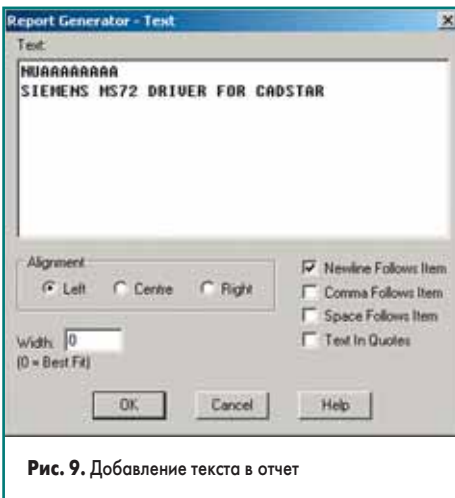 Report Generator - Text
Text:
NUAAAAAAAA
SIEMENS MS72 DRIVER FOR CADSTAR
Alignment
Left Centre Right
Newline Follows Item
Comma Follows Item
Space Follows Item
Text In Quotes
Width: 0
(0 = Best Fit)
OK Cancel Help
Рис. 9. Добавление текста в отчет